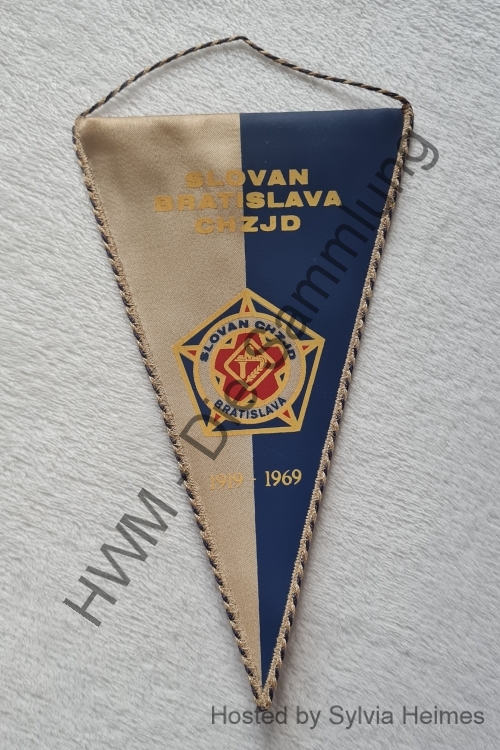 SLOVAN
BRATISLAVA
CHZJD
SLOVAN CHZJD
BRATISLAVA
1919 - 1969
HWM - Die Sammlung
Hosted by Sylvia Heimes